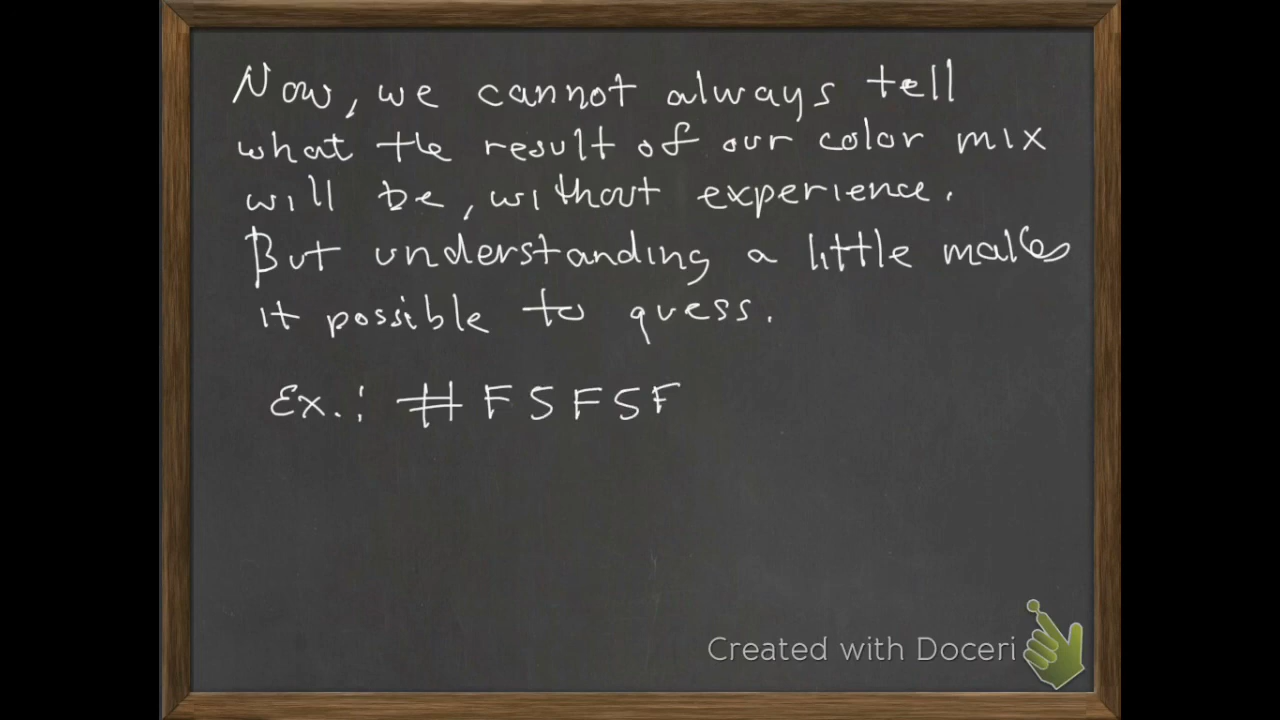 Now, we cannot always tell
what the result of our color mix
will be, without experience.
But understanding a little makes
it possible to guess.
Ex.: #F5F5F
Created with Doceri